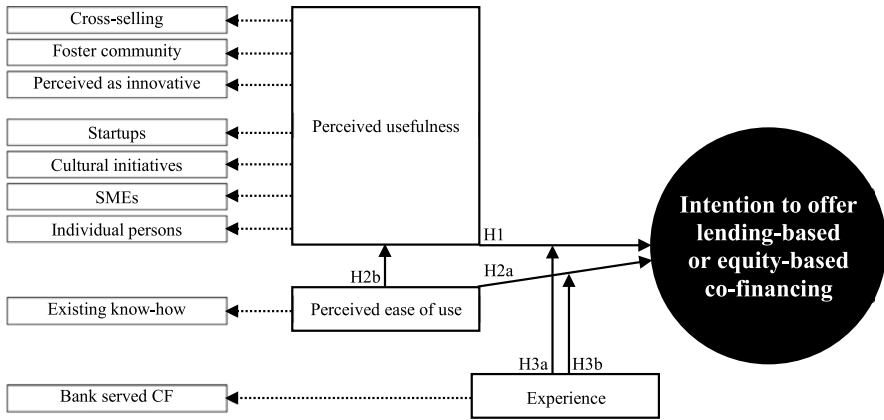 Cross-selling
Foster community
Perceived as innovative
Startups
Cultural initiatives
SMEs
Individual persons
Existing know-how
Bank served CF
Perceived usefulness
H2b
Perceived ease of use
H1
H2a
H3a
H3b
Experience
Intention to offer
lending-based
or equity-based
co-financing